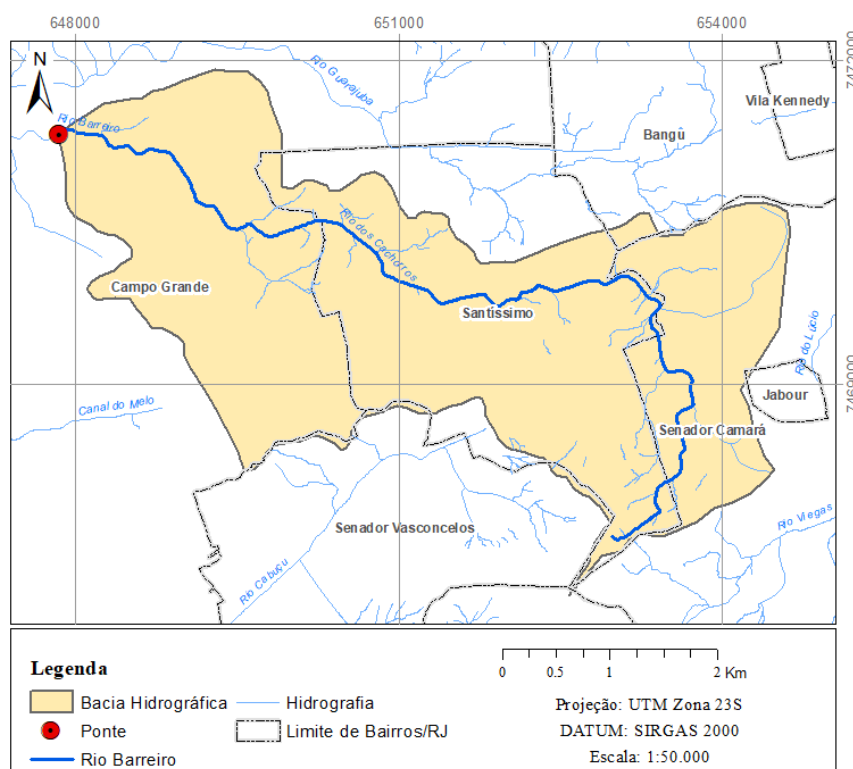 648000
651000
654000
7472000
N
Rio Guarajuba
Vila Kennedy
Rio Barreiro
Bangú
Rio dos Cachorros
Campo Grande
Santíssimo
Rio do Lúcio
7469000
Jabour
Canal do Melo
Senador Camará
Rio Viegas
Senador Vasconcelos
Rio Cabuçu
Legenda
Bacia Hidrográfica
Hidrografia
Ponte
Limite de Bairros/RJ
Rio Barreiro
0 0.5 1 2 Km
Projeção: UTM Zona 23S
DATUM: SIRGAS 2000
Escala: 1:50.000